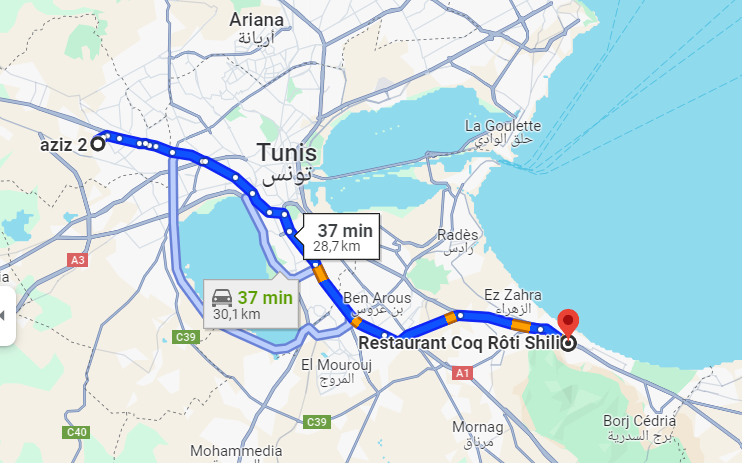 Ariana
أريانة
La Goulette
حلق الوادي
aziz 2
Tunis
تونس
37 min
28,7 km
Radès
رادس
A3
37 min
30,1 km
Ben Arous
بن عروس
Ez Zahra
الزهراء
C39
Restaurant Coq Rôti Shili
El Mourouj
المروج
A1
C39
Borj Cédria
برج السدرية
Mornag
مرناق
C40
Mohammedia
المحمدية